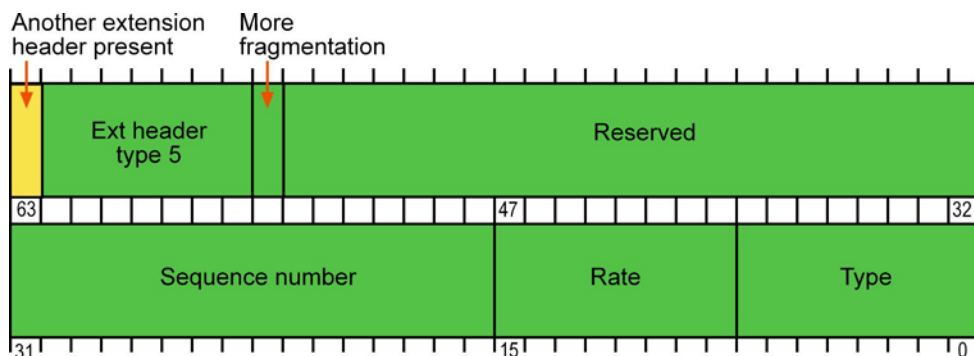 Another extension
header present
More
fragmentation
Ext header
type 5
Reserved
63
47
32
Sequence number
Rate
Type
31
15
0